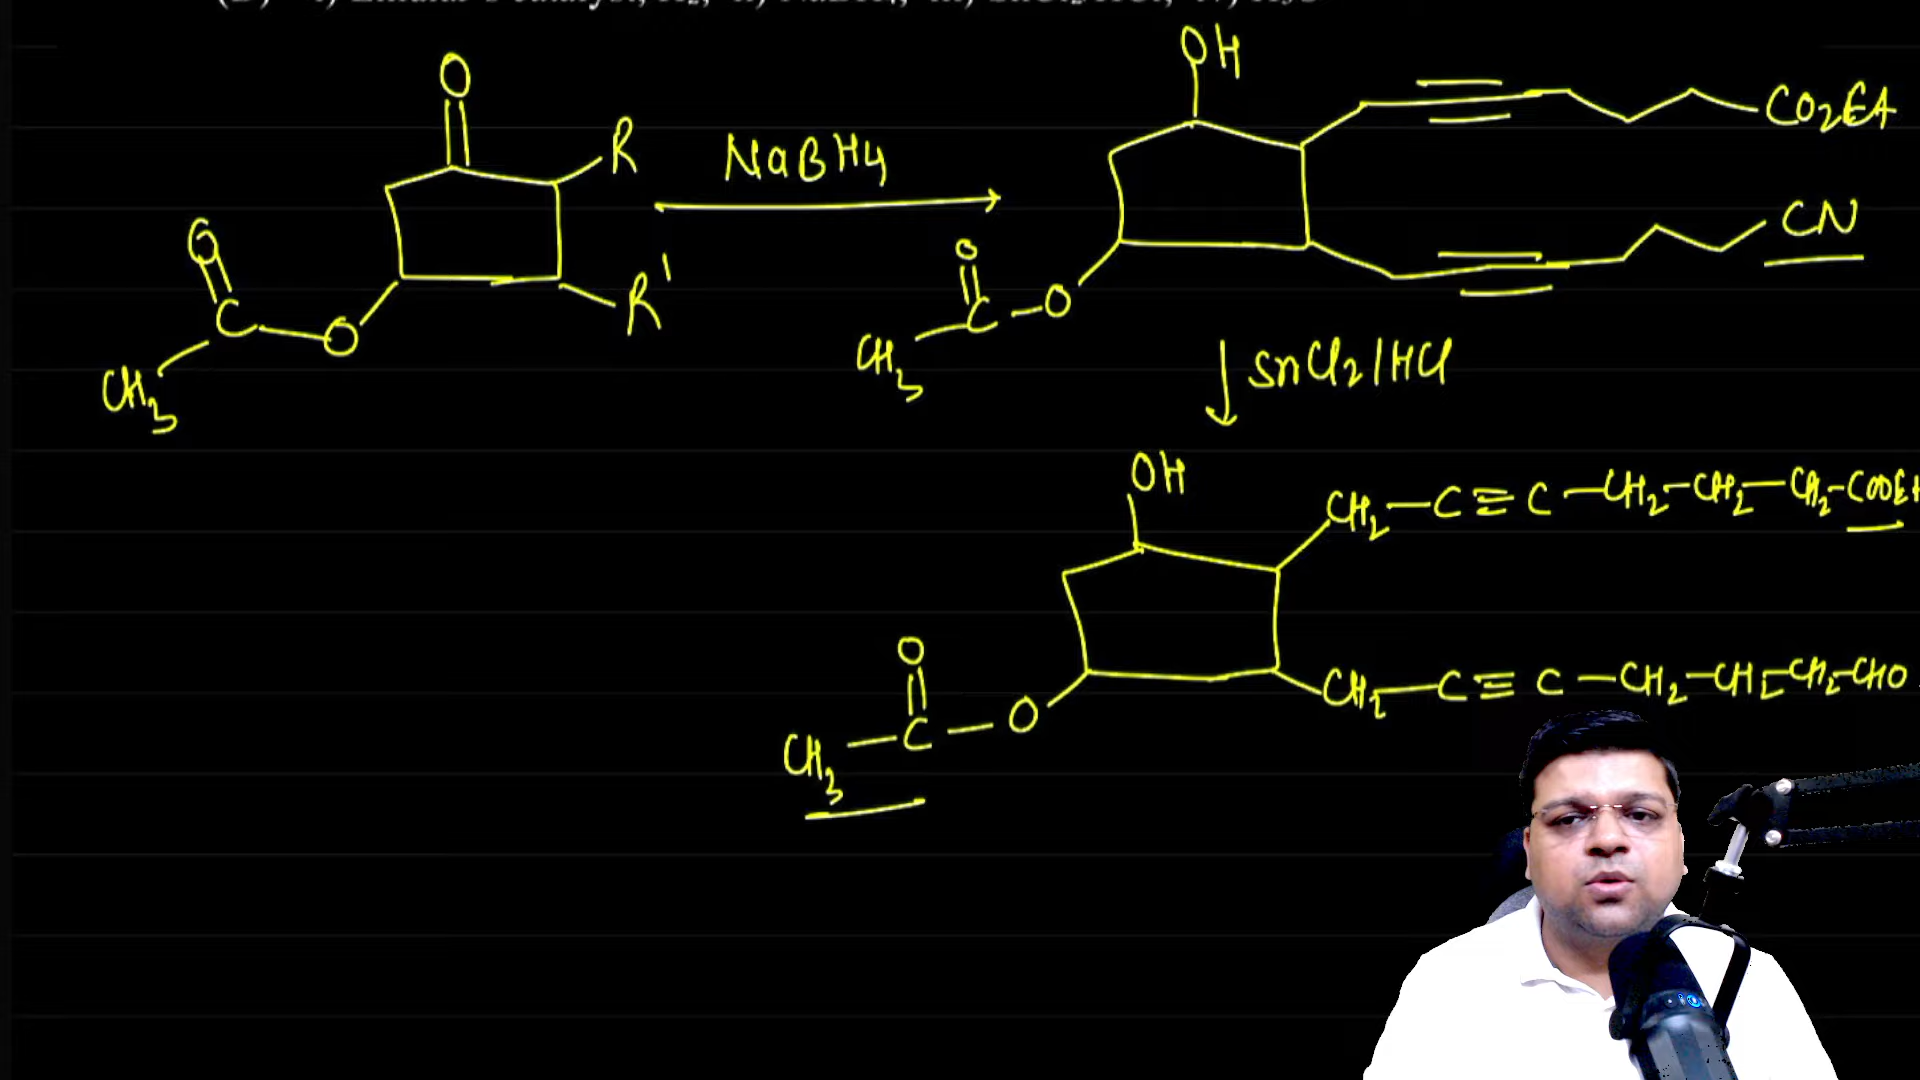 O OH
R NaBH4 CO2Et
O R' O CN
C O C-O
CH3 CH3 SnCl2/HCl
OH
CH2-C≡C-CH2-CH2-CH2-COOEt
O
CH3-C-O CH2-C≡C-CH2-CH2-CH2-CHO